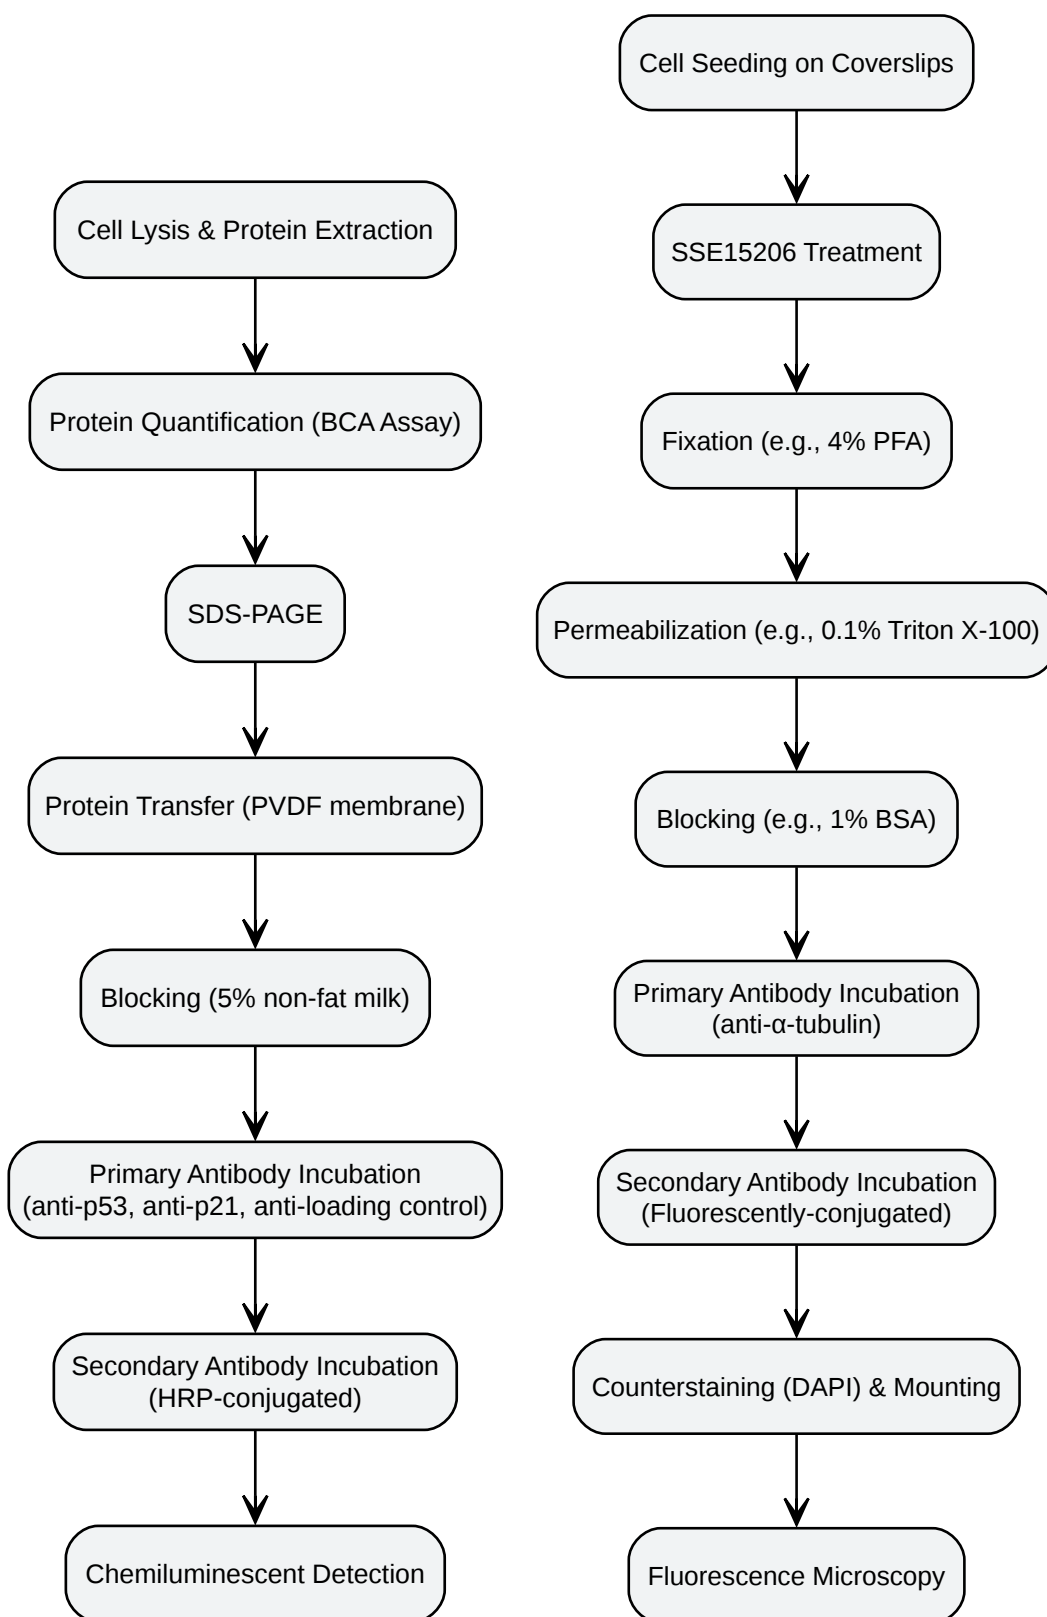 Cell Lysis & Protein Extraction
Protein Quantification (BCA Assay)
SDS-PAGE
Protein Transfer (PVDF membrane)
Blocking (5% non-fat milk)
Primary Antibody Incubation
(anti-p53, anti-p21, anti-loading control)
Secondary Antibody Incubation
(HRP-conjugated)
Chemiluminescent Detection
Cell Seeding on Coverslips
SSE15206 Treatment
Fixation (e.g., 4% PFA)
Permeabilization (e.g., 0.1% Triton X-100)
Blocking (e.g., 1% BSA)
Primary Antibody Incubation
(anti-α-tubulin)
Secondary Antibody Incubation
(Fluorescently-conjugated)
Counterstaining (DAPI) & Mounting
Fluorescence Microscopy